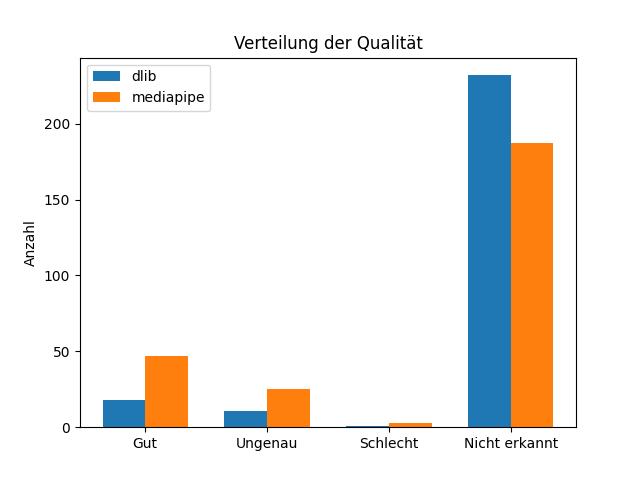 Verteilung der Qualität
dlib
mediapipe
Anzahl
200
150
100
50
0
Gut
Ungenau
Schlecht
Nicht erkannt